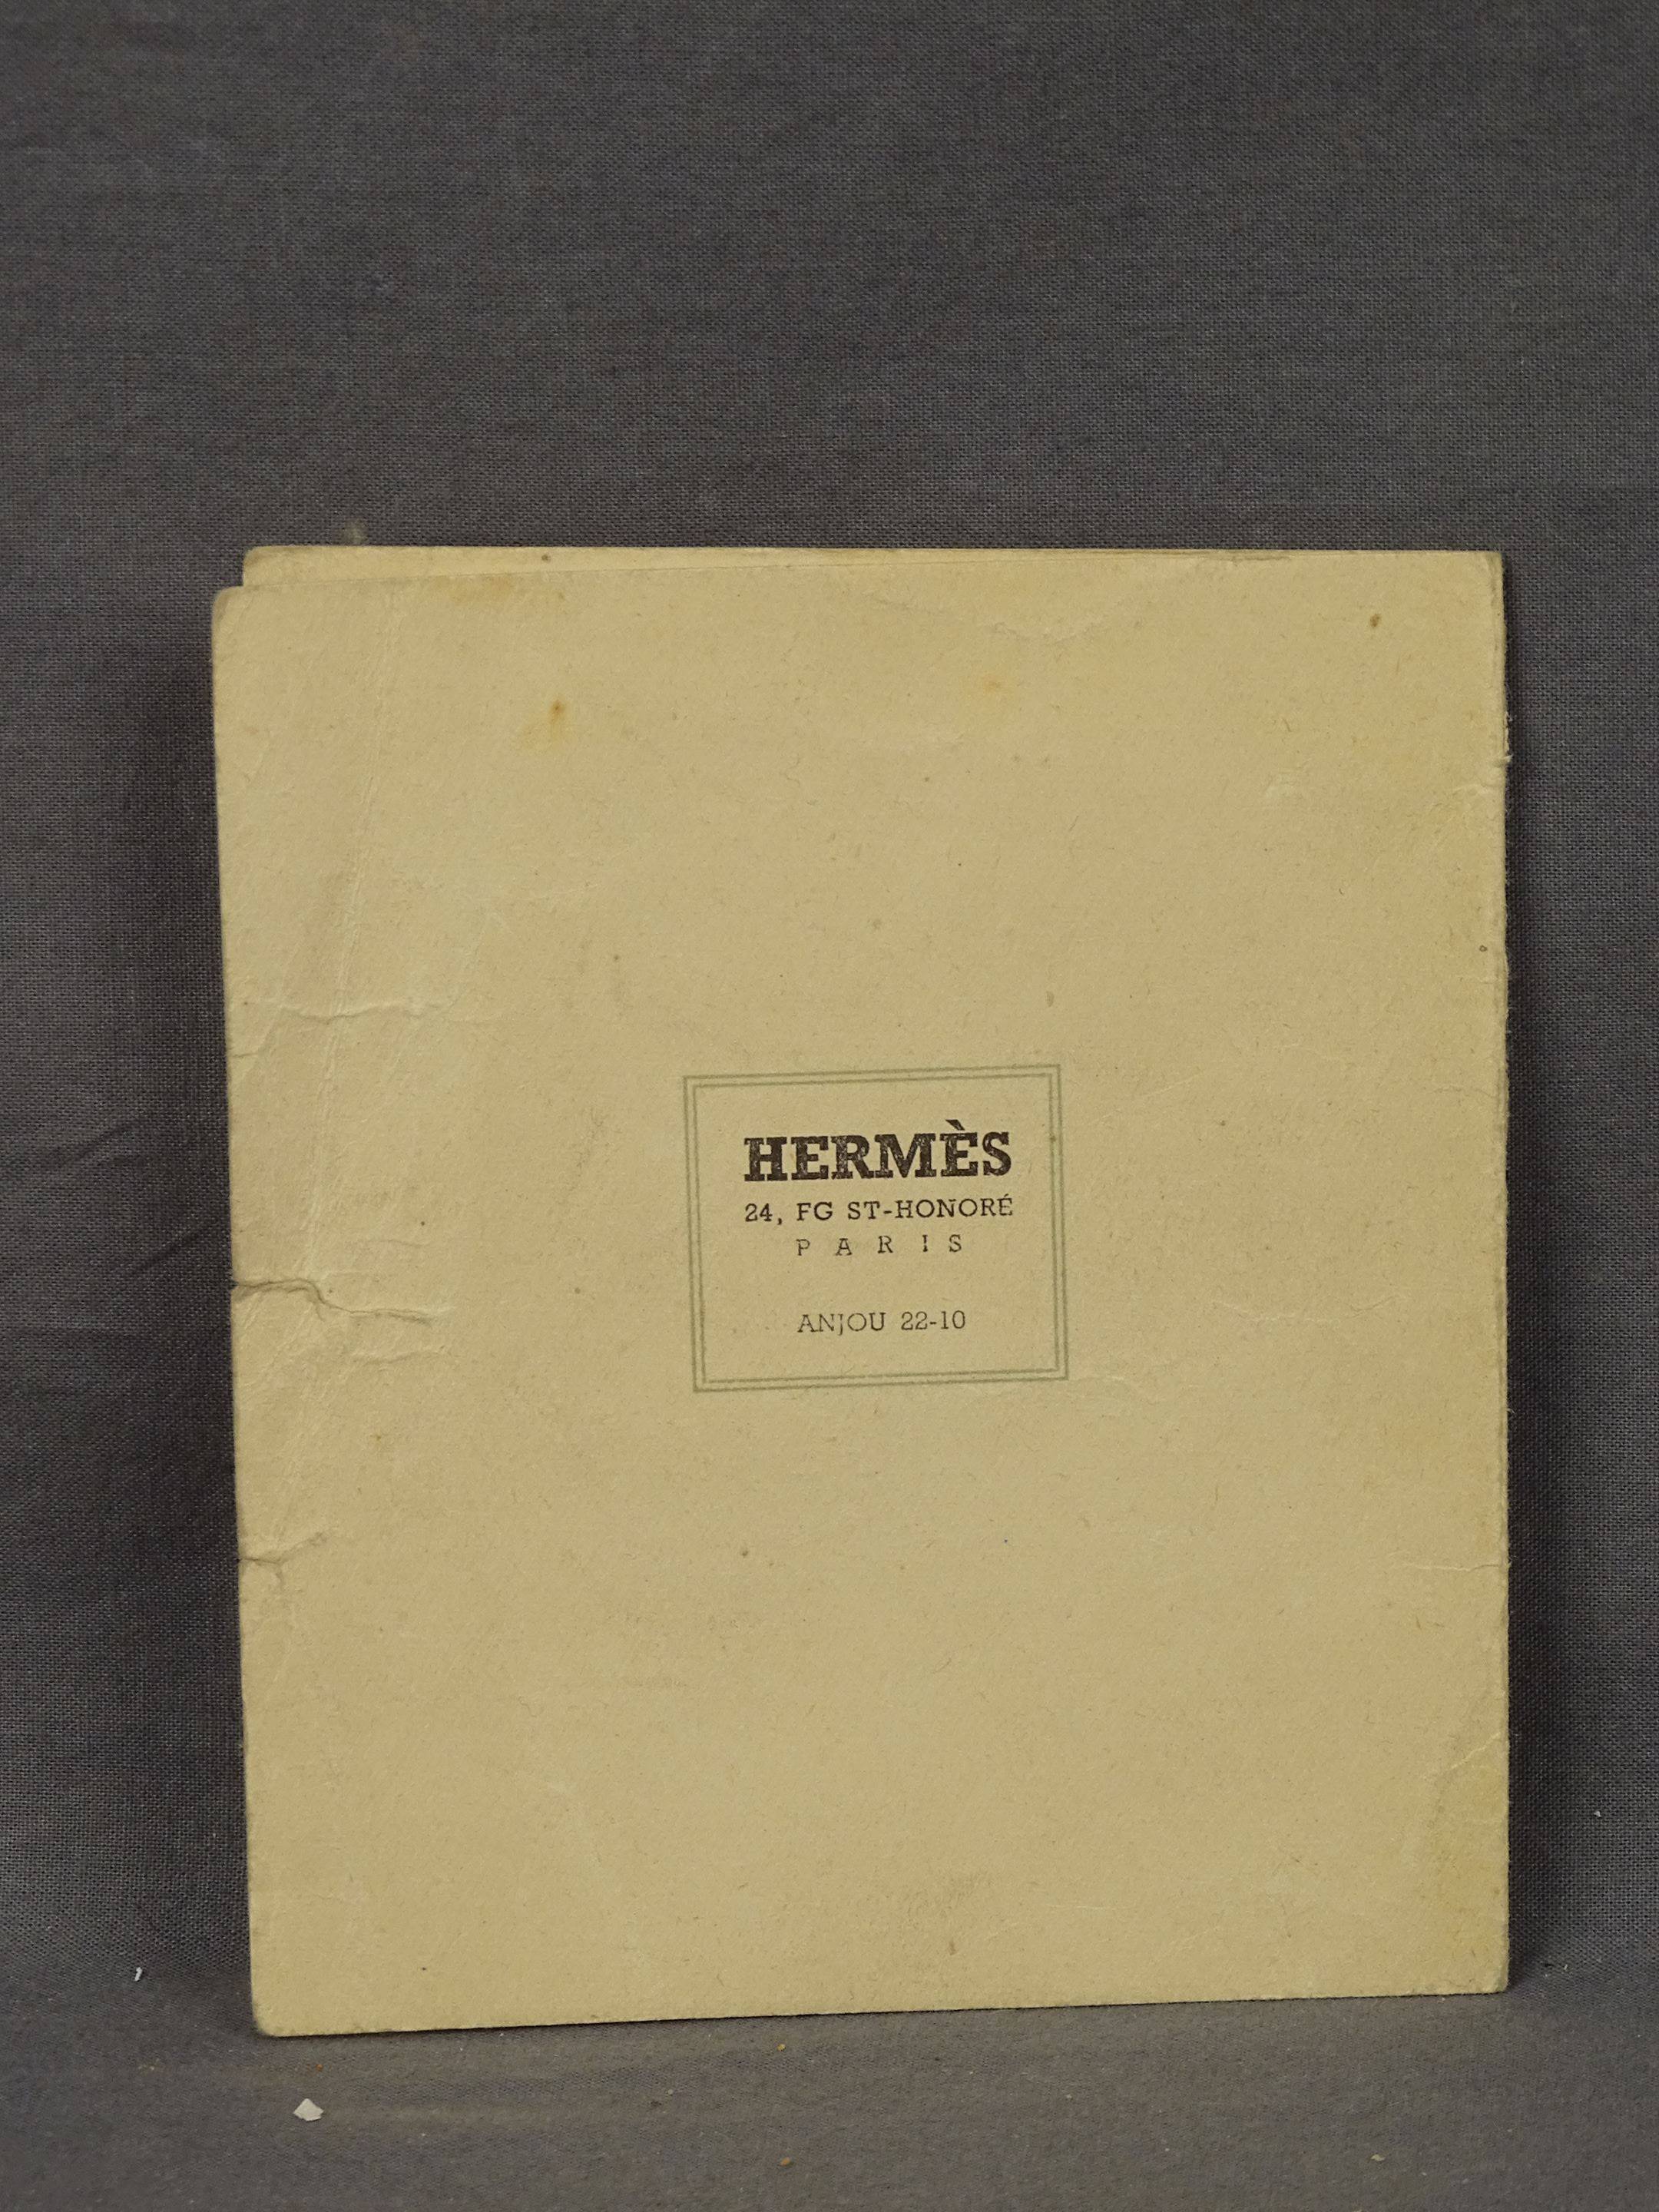 HERMÈS
24, FG ST-HONORÉ
PARIS
ANJOU 22-10